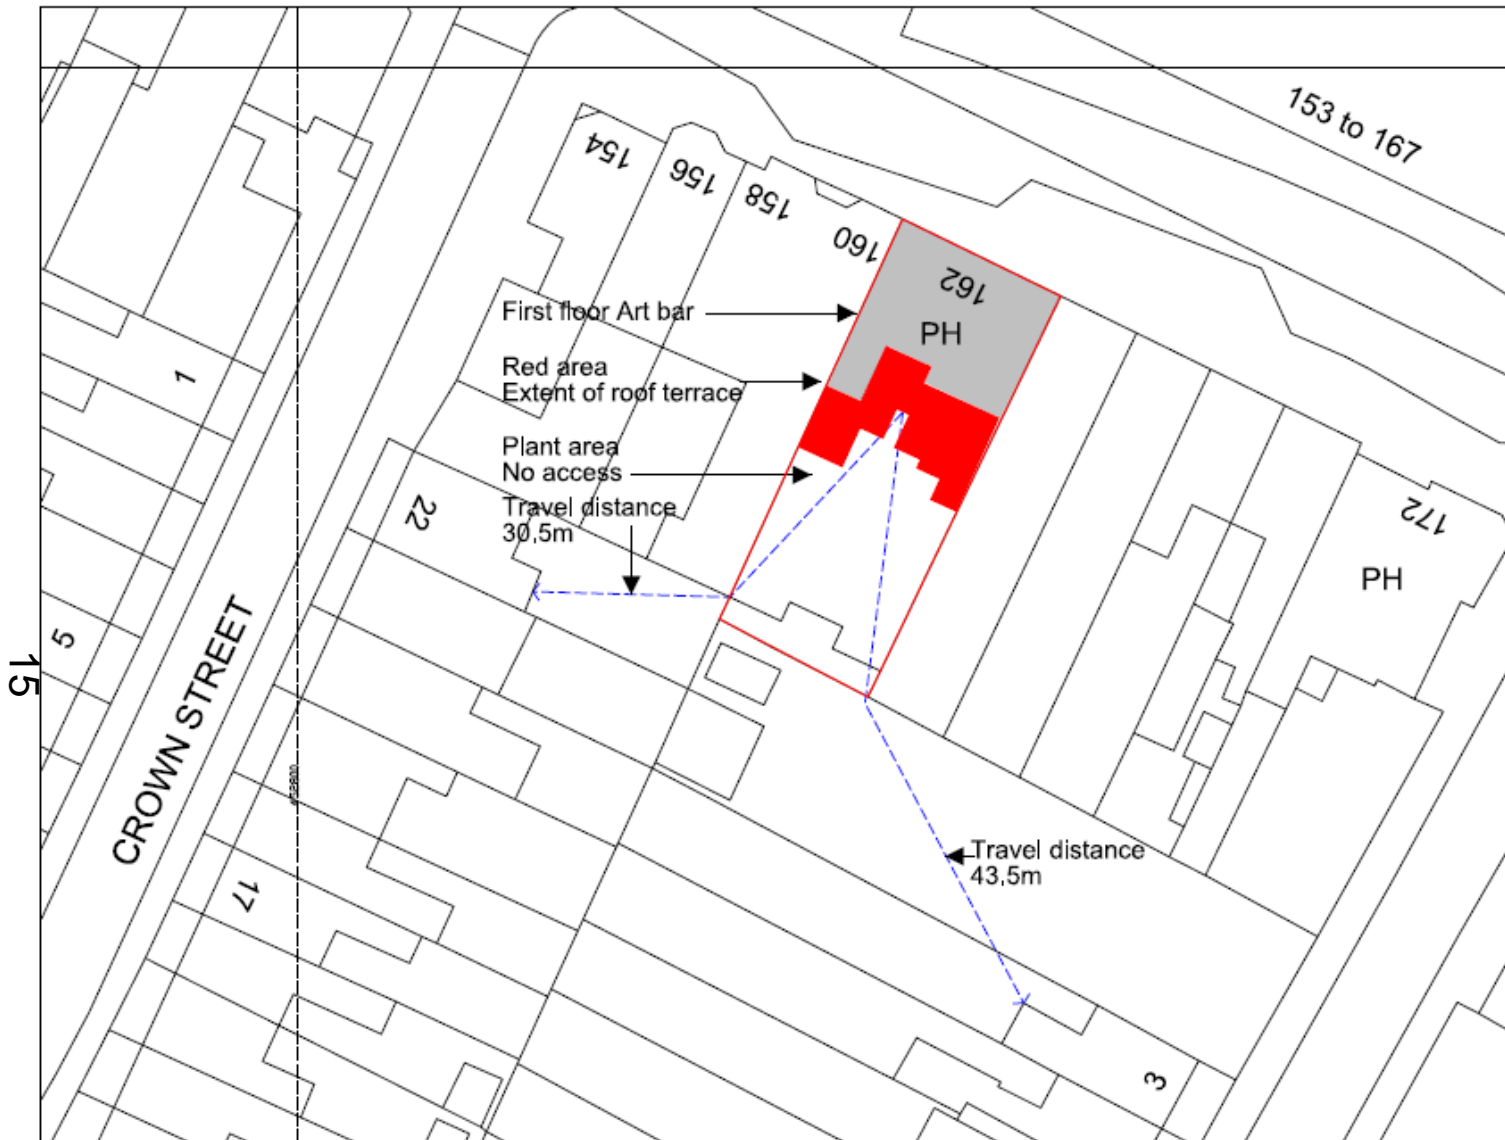 153 to 167
154
156
158
160
162
PH
First floor Art bar
Red area
Extent of roof terrace
Plant area
No access
Travel distance
30,5m
1
22
172
PH
5
15
CROWN STREET
17
Travel distance
43,5m
3